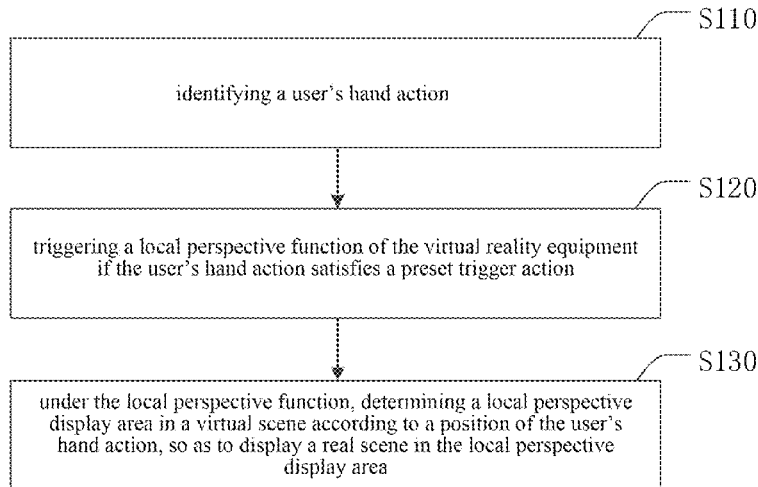 S110
identifying a user's hand action
S120
triggering a local perspective function of the virtual reality equipment
if the user's hand action satisfies a preset trigger action
S130
under the local perspective function, determining a local perspective
display area in a virtual scene according to a position of the user's
hand action, so as to display a real scene in the local perspective
display area